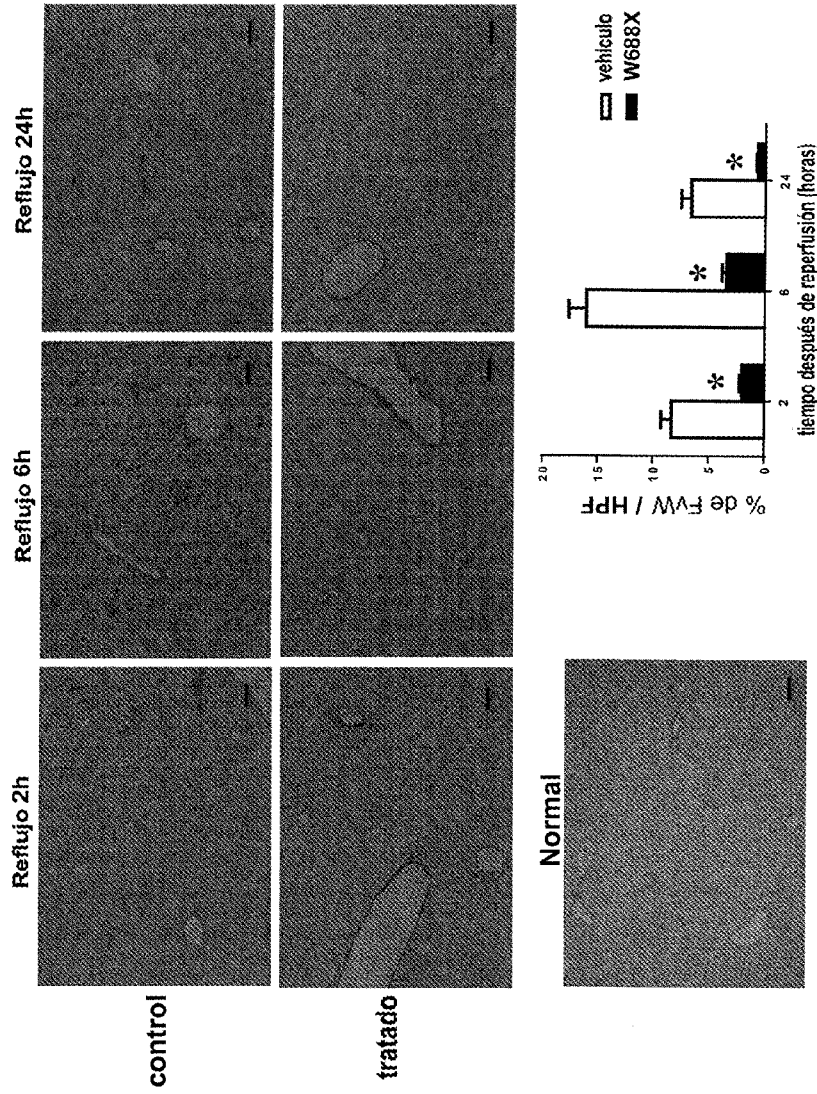 Reflujo 2h
Reflujo 6h
Reflujo 24h
control
tratado
Normal
vehículo
W688X
% de FvW / HPF
20
15
10
5
0
*
*
*
2
6
24
tiempo después de reperfusión (horas)